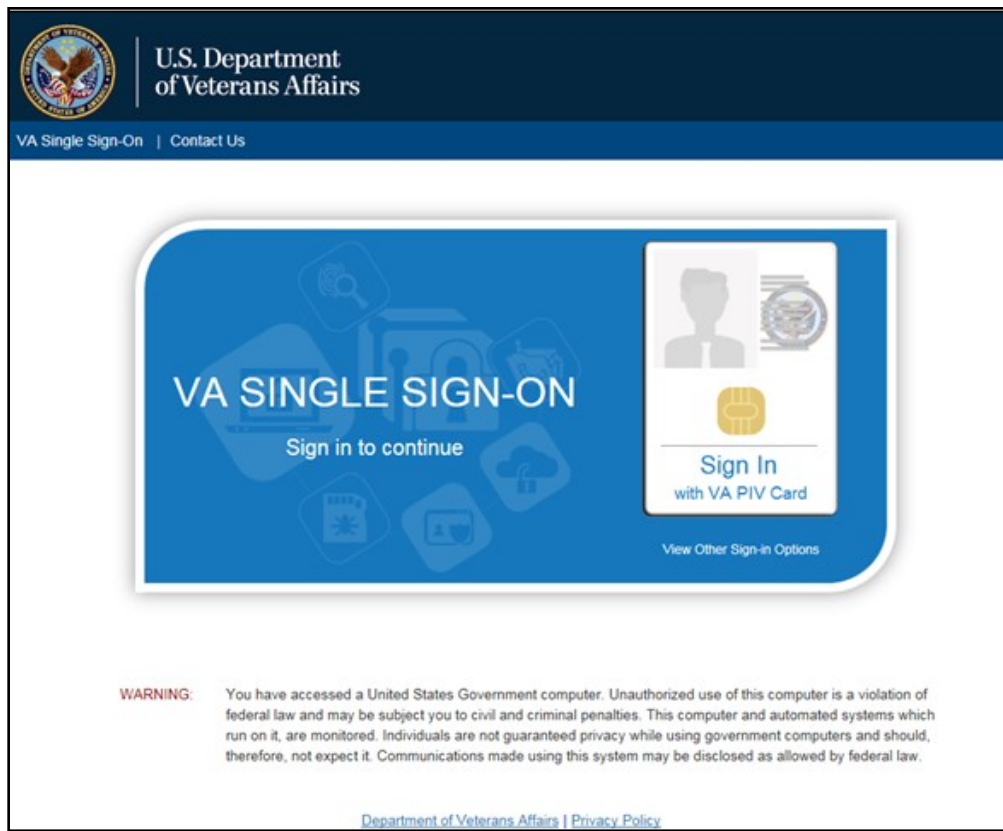 U.S. Department
of Veterans Affairs
VA Single Sign-On | Contact Us
VA SINGLE SIGN-ON
Sign in to continue
Sign In
with VA PIV Card
View Other Sign-in Options
WARNING: You have accessed a United States Government computer. Unauthorized use of this computer is a violation of
federal law and may be subject you to civil and criminal penalties. This computer and automated systems which
run on it, are monitored. Individuals are not guaranteed privacy while using government computers and should,
therefore, not expect it. Communications made using this system may be disclosed as allowed by federal law.
Department of Veterans Affairs | Privacy Policy